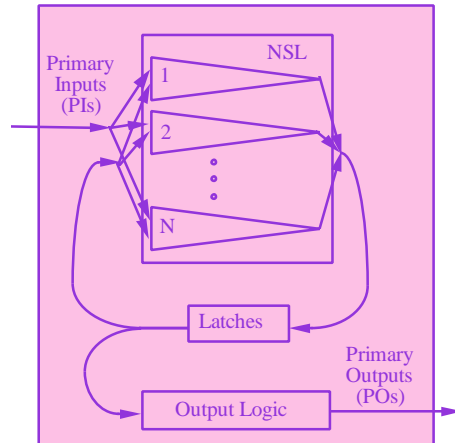 NSL
Primary
Inputs
(PIs)
1
2
N
Latches
Primary
Outputs
(POs)
Output Logic